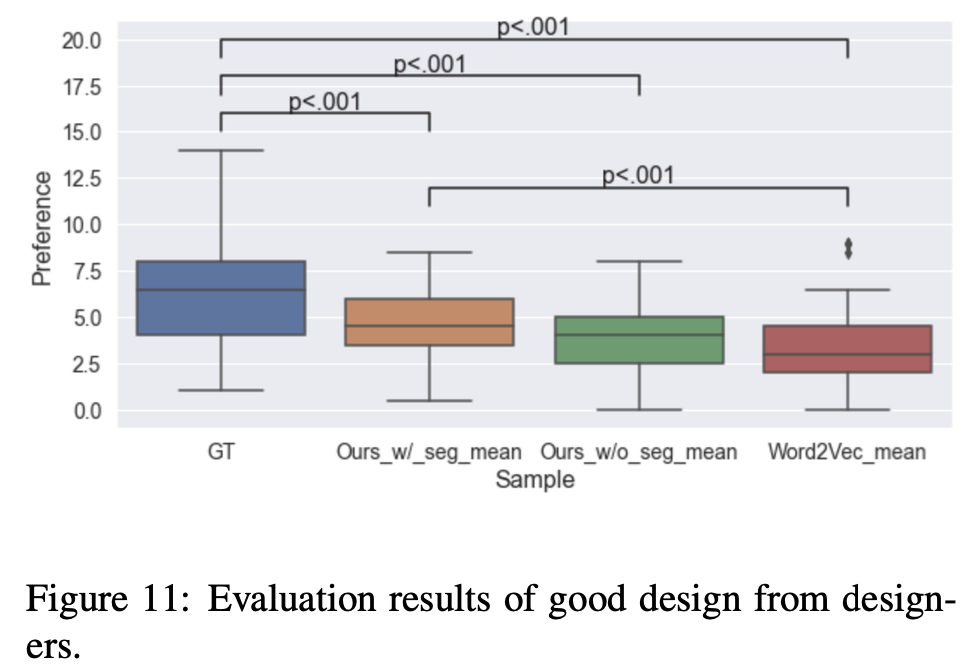 p<.001
20.0
p<.001
17.5
p<.001
15.0
p<.001
12.5
10.0
7.5
5.0
2.5
0.0
Preference
GT Ours_w/_seg_mean Ours_w/o_seg_mean Word2Vec_mean
Sample
Figure 11: Evaluation results of good design from design-
ers.